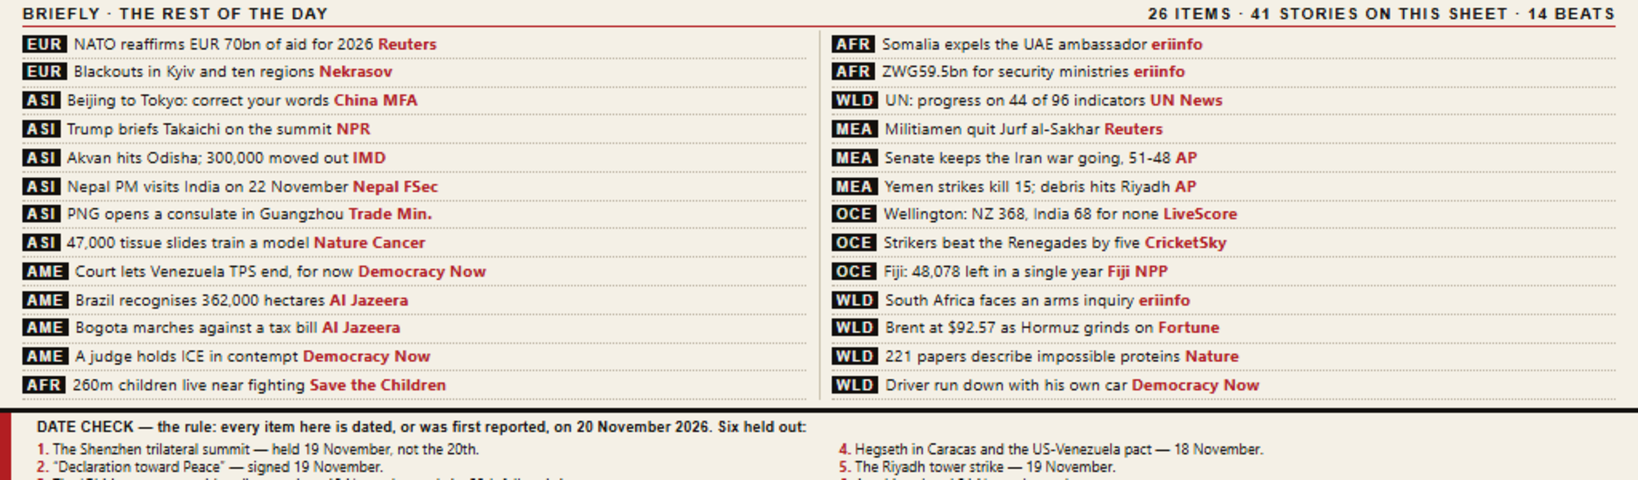 BRIEFLY · THE REST OF THE DAY
26 ITEMS · 41 STORIES ON THIS SHEET · 14 BEATS
EUR NATO reaffirms EUR 70bn of aid for 2026 Reuters
EUR Blackouts in Kyiv and ten regions Nekrasov
ASI Beijing to Tokyo: correct your words China MFA
ASI Trump briefs Takaichi on the summit NPR
ASI Akvan hits Odisha; 300,000 moved out IMD
ASI Nepal PM visits India on 22 November Nepal FSec
ASI PNG opens a consulate in Guangzhou Trade Min.
ASI 47,000 tissue slides train a model Nature Cancer
AME Court lets Venezuela TPS end, for now Democracy Now
AME Brazil recognises 362,000 hectares Al Jazeera
AME Bogota marches against a tax bill Al Jazeera
AME A judge holds ICE in contempt Democracy Now
AFR 260m children live near fighting Save the Children
AFR Somalia expels the UAE ambassador eriinfo
AFR ZWG59.5bn for security ministries eriinfo
WLD UN: progress on 44 of 96 indicators UN News
MEA Militiamen quit Jurf al-Sakhar Reuters
MEA Senate keeps the Iran war going, 51-48 AP
MEA Yemen strikes kill 15; debris hits Riyadh AP
OCE Wellington: NZ 368, India 68 for none LiveScore
OCE Strikers beat the Renegades by five CricketSky
OCE Fiji: 48,078 left in a single year Fiji NPP
WLD South Africa faces an arms inquiry eriinfo
WLD Brent at $92.57 as Hormuz grinds on Fortune
WLD 221 papers describe impossible proteins Nature
WLD Driver run down with his own car Democracy Now
DATE CHECK — the rule: every item here is dated, or was first reported, on 20 November 2026. Six held out:
1. The Shenzhen trilateral summit — held 19 November, not the 20th.
2. "Declaration toward Peace" — signed 19 November.
4. Hegseth in Caracas and the US-Venezuela pact — 18 November.
5. The Riyadh tower strike — 19 November.